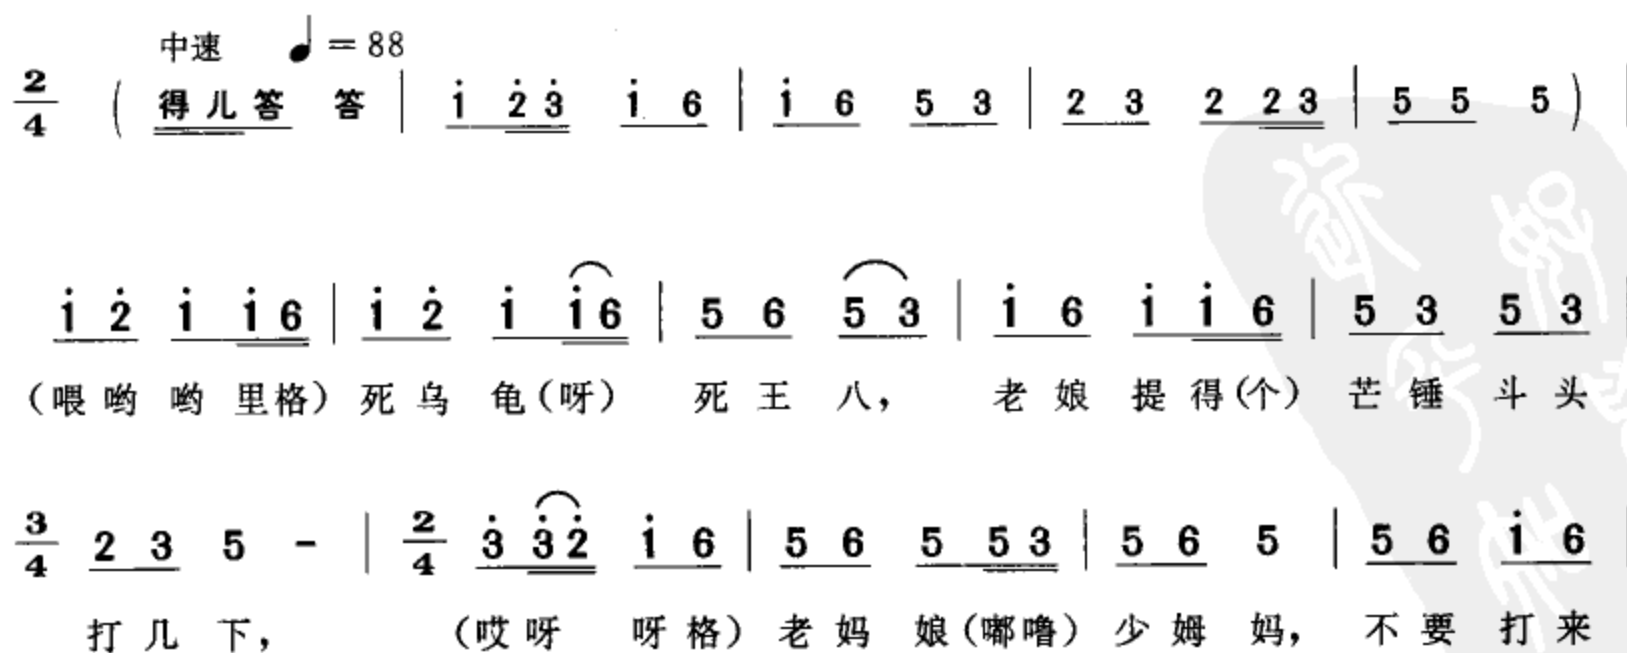 中速 ♩=88
2/4 (得儿答 答 | i̇ 2̇ 3̇ i̇ 6 | i̇ 6 5 3 | 2 3 2 2 3 | 5 5 5)
i̇ 2̇ i̇ i̇ 6 | i̇ 2̇ i̇ i̇ 6 | 5 6 5 3 | i̇ 6 i̇ i̇ 6 | 5 3 5 3
(喂哟 哟 里格) 死乌 龟(呀) 死王 八, 老娘 提得(个) 芒锤 斗头
3/4 2 3 5 - | 2/4 3̇ 3̇ 2̇ i̇ 6 | 5 6 5 5 3 | 5 6 5 | 5 6 i̇ 6
打几 下, (哎呀 呀格) 老妈 娘(嘟噜) 少姆 妈, 不要 打来